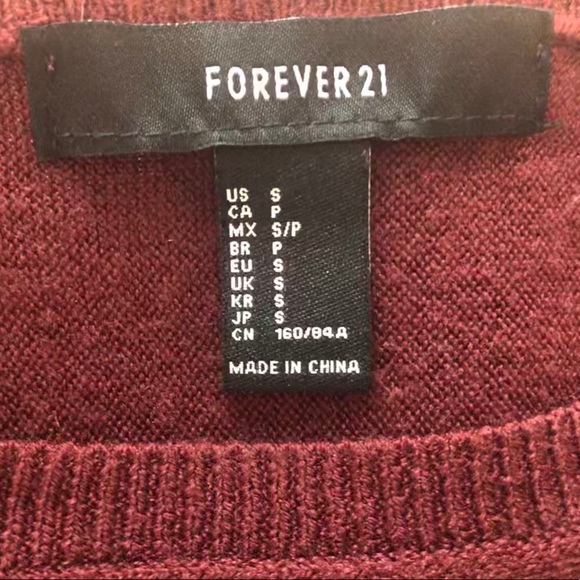 FOREVER 21
US S
CA P
MX S/P
BR P
EU S
UK S
KR S
JP S
CN 160/84A
MADE IN CHINA